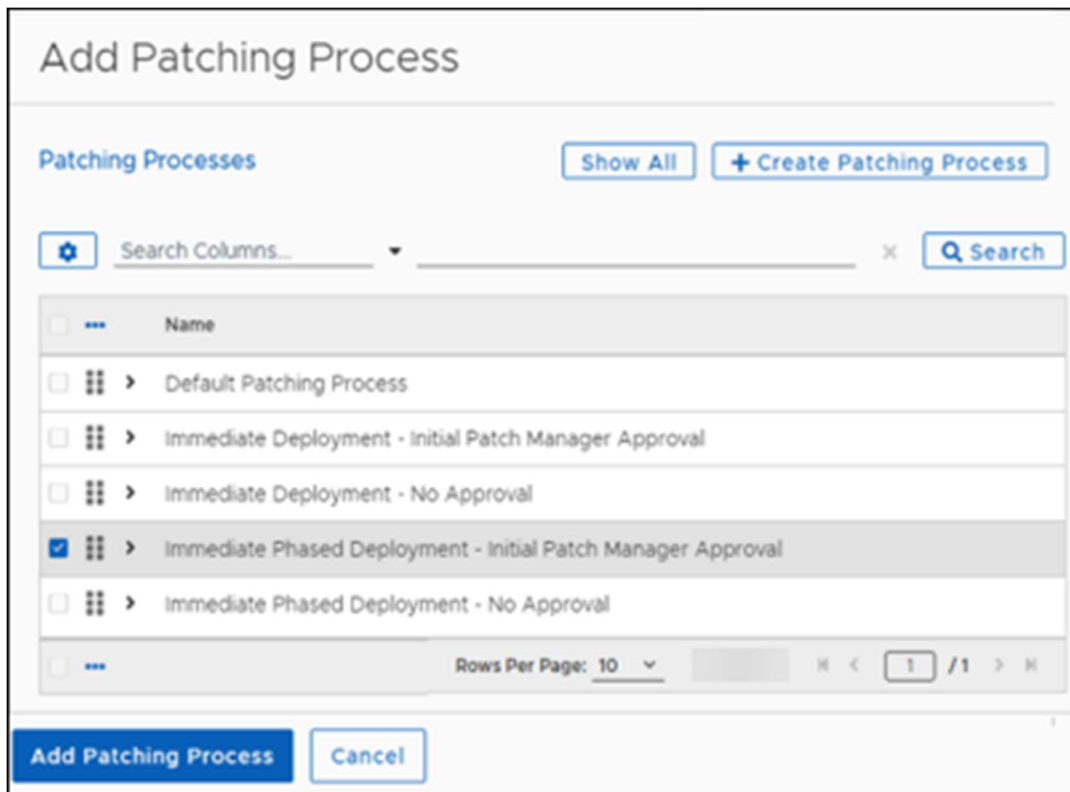 Add Patching Process
Patching Processes
Show All
+ Create Patching Process
Search Columns...
Search
Name
Default Patching Process
Immediate Deployment - Initial Patch Manager Approval
Immediate Deployment - No Approval
Immediate Phased Deployment - Initial Patch Manager Approval
Immediate Phased Deployment - No Approval
Rows Per Page: 10
1 / 1
Add Patching Process
Cancel